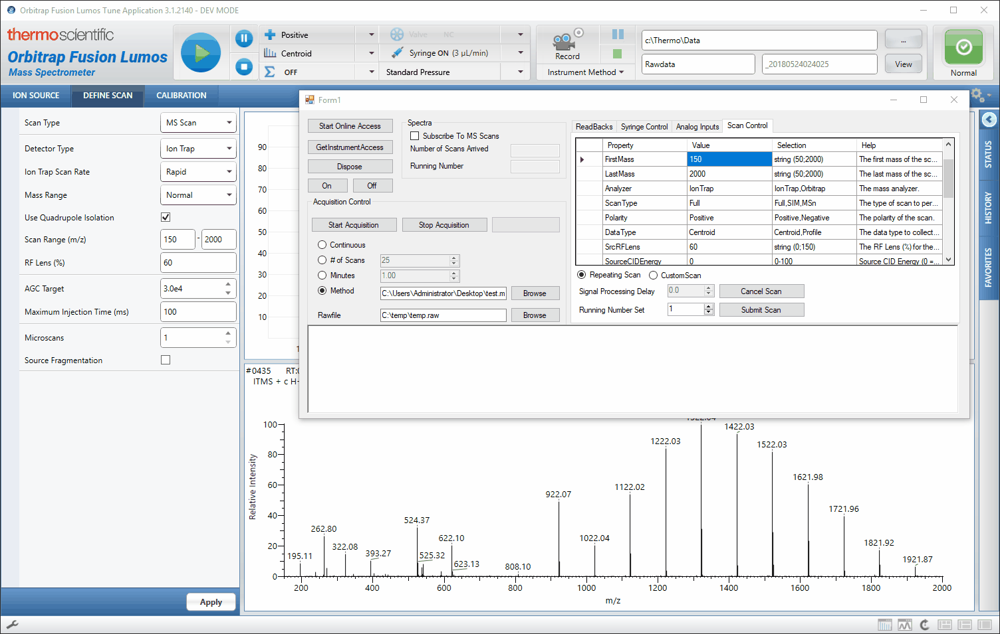 Orbitrap Fusion Lumos Tune Application 3.1.2140 - DEV MODE
thermoscientific
Orbitrap Fusion Lumos
Mass Spectrometer
Positive
Centroid
OFF
Valve NC
Syringe ON (3 µL/min)
Standard Pressure
Record
Instrument Method
c:\Thermo\Data
...
Rawdata
_20180524024025
View
Normal
ION SOURCE
DEFINE SCAN
CALIBRATION
Scan Type
MS Scan
Detector Type
Ion Trap
Ion Trap Scan Rate
Rapid
Mass Range
Normal
Use Quadrupole Isolation
Scan Range (m/z)
150 - 2000
RF Lens (%)
60
AGC Target
3.0e4
Maximum Injection Time (ms)
100
Microscans
1
Source Fragmentation
Apply
90
80
70
60
50
40
30
20
10
1
Form1
Start Online Access
GetInstrumentAccess
Dispose
On
Off
Spectra
Subscribe To MS Scans
Number of Scans Arrived
Running Number
Acquisition Control
Start Acquisition
Stop Acquisition
Continuous
# of Scans
25
Minutes
1.00
Method
C:\Users\Administrator\Desktop\test.m
Browse
Rawfile
C:\temp\temp.raw
Browse
ReadBacks
Syringe Control
Analog Inputs
Scan Control
Property Value Selection Help
FirstMass 150 string (50;2000) The first mass of the sc...
LastMass 2000 string (50;2000) The last mass of the sc...
Analyzer IonTrap IonTrap,Orbitrap The mass analyzer.
ScanType Full Full,SIM,MSn The type of scan to per...
Polarity Positive Positive,Negative The polarity of the scan.
DataType Centroid Centroid,Profile The data type to collect...
SrcRFLens 60 string (0;150) The RF Lens (%) for the...
SourceCIDEnergy 0 0-100 Source CID Energy (0 =...
Repeating Scan
CustomScan
Signal Processing Delay
0.0
Cancel Scan
Running Number Set
1
Submit Scan
STATUS
HISTORY
FAVORITES
#0435 RT:
ITMS + c H
Relative Intensity
100
80
60
40
20
0
195.11
262.80
322.08
393.27
524.37
525.32
622.10
623.13
808.10
922.07
1022.04
1122.02
1222.03
1322.04
1422.03
1522.03
1621.98
1721.96
1821.92
1921.87
200 400 600 800 1000 1200 1400 1600 1800 2000
m/z